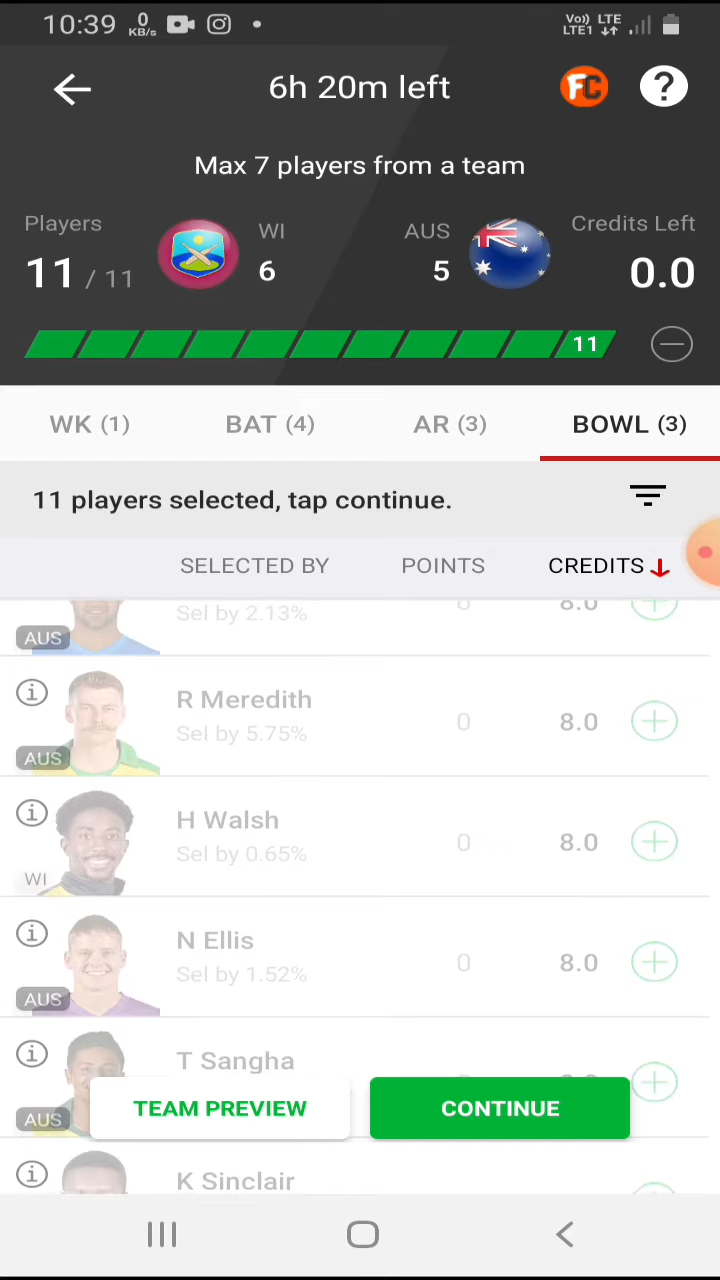 10:39 0 KB/s Vo)) LTE LTE1
6h 20m left FC ?
Max 7 players from a team
Players WI AUS Credits Left
11 / 11 6 5 0.0
11
WK (1) BAT (4) AR (3) BOWL (3)
11 players selected, tap continue.
SELECTED BY POINTS CREDITS
Sel by 2.13% 0 8.0
AUS
R Meredith
Sel by 5.75% 0 8.0
AUS
H Walsh
Sel by 0.65% 0 8.0
WI
N Ellis
Sel by 1.52% 0 8.0
AUS
T Sangha
AUS
TEAM PREVIEW CONTINUE
K Sinclair